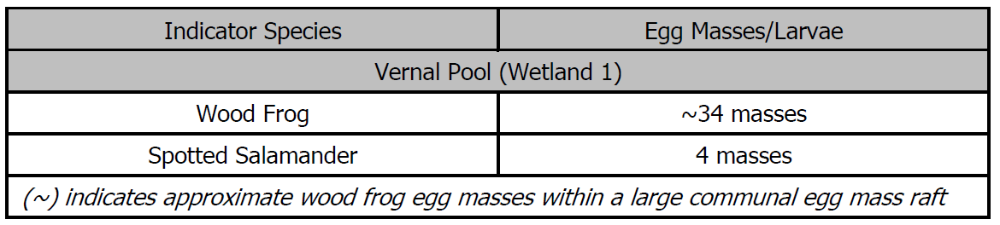 Indicator Species Egg Masses/Larvae
Vernal Pool (Wetland 1)
Wood Frog ~34 masses
Spotted Salamander 4 masses
(~) indicates approximate wood frog egg masses within a large communal egg mass raft